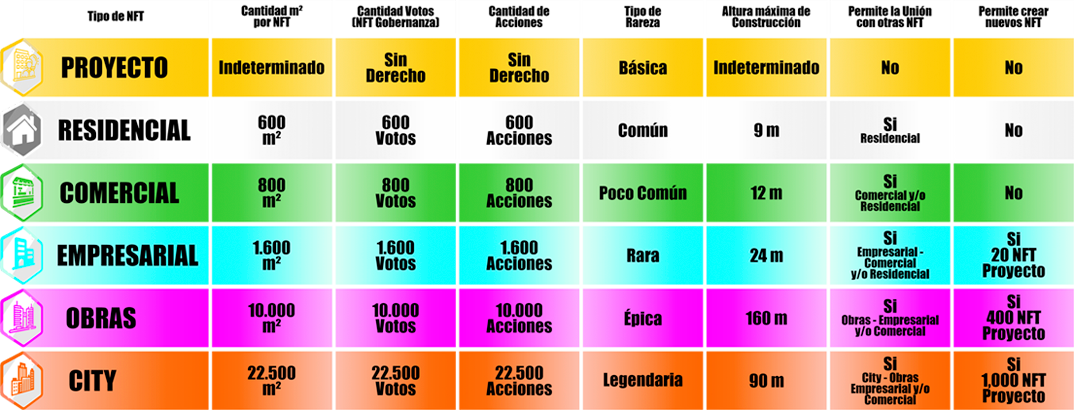 Tipo de NFT
Cantidad m²
por NFT
Cantidad Votos
(NFT Gobernanza)
Cantidad de
Acciones
Tipo de
Rareza
Altura máxima de
Construcción
Permite la Unión
con otras NFT
Permite crear
nuevos NFT
PROYECTO
Indeterminado
Sin
Derecho
Sin
Derecho
Básica
Indeterminado
No
No
RESIDENCIAL
600
m²
600
Votos
600
Acciones
Común
9 m
Si
Residencial
No
COMERCIAL
800
m²
800
Votos
800
Acciones
Poco Común
12 m
Si
Comercial y/o
Residencial
No
EMPRESARIAL
1.600
m²
1.600
Votos
1.600
Acciones
Rara
24 m
Si
Empresarial -
Comercial
y/o Residencial
Si
20 NFT
Proyecto
OBRAS
10.000
m²
10.000
Votos
10.000
Acciones
Épica
160 m
Si
Obras - Empresarial
y/o Comercial
Si
400 NFT
Proyecto
CITY
22.500
m²
22.500
Votos
22.500
Acciones
Legendaria
90 m
Si
City - Obras
Empresarial y/o
Comercial
Si
1,000 NFT
Proyecto